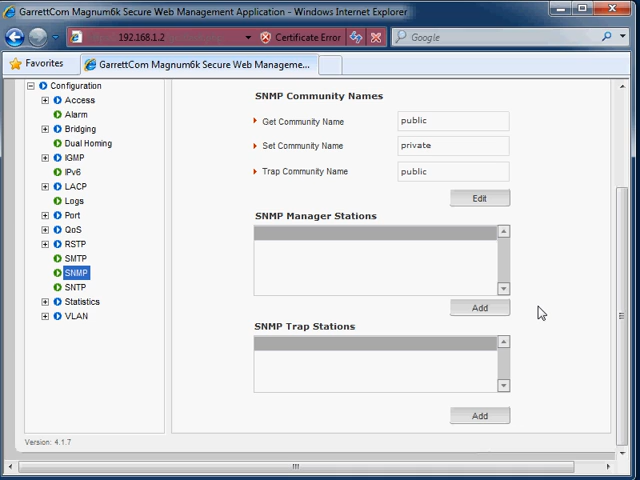 GarrettCom Magnum6k Secure Web Management Application - Windows Internet Explorer
192.168.1.2
Certificate Error
Google
Favorites
GarrettCom Magnum6k Secure Web Manageme...
Configuration
Access
Alarm
Bridging
Dual Homing
IGMP
IPv6
LACP
Logs
Port
QoS
RSTP
SMTP
SNMP
SNTP
Statistics
VLAN
SNMP Community Names
Get Community Name
public
Set Community Name
private
Trap Community Name
public
Edit
SNMP Manager Stations
Add
SNMP Trap Stations
Add
Version: 4.1.7